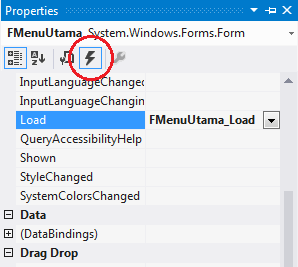 Properties
FMenuUtama System.Windows.Forms.Form
InputLanguageChanged
InputLanguageChangin
Load FMenuUtama_Load
QueryAccessibilityHelp
Shown
StyleChanged
SystemColorsChanged
Data
(DataBindings)
Drag Drop